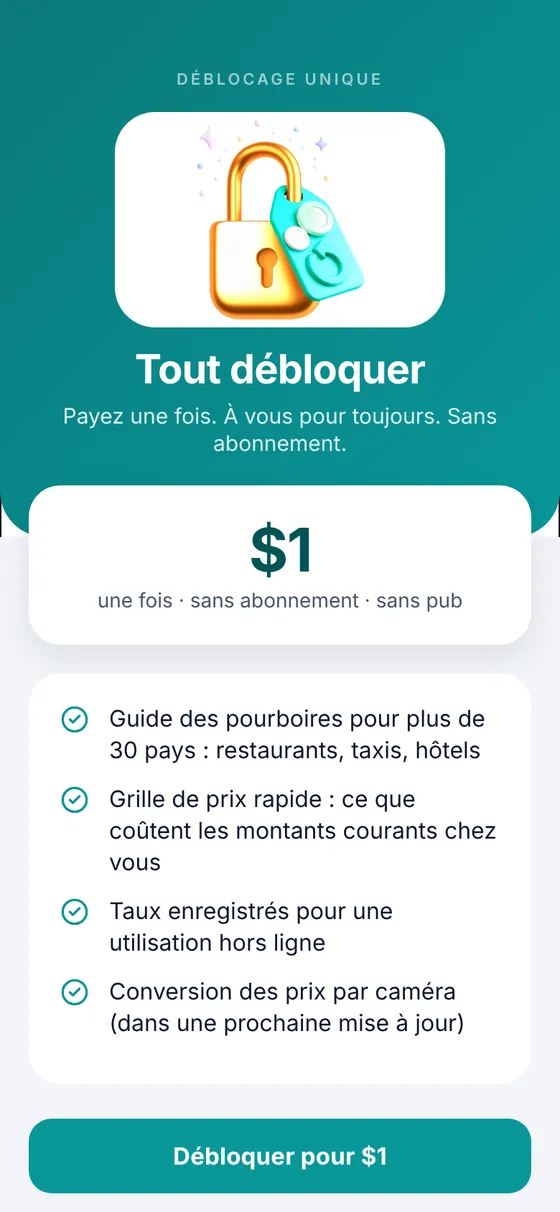 DÉBLOCAGE UNIQUE
Tout débloquer
Payez une fois. À vous pour toujours. Sans
abonnement.
$1
une fois · sans abonnement · sans pub
Guide des pourboires pour plus de
30 pays : restaurants, taxis, hôtels
Grille de prix rapide : ce que
coûtent les montants courants chez
vous
Taux enregistrés pour une
utilisation hors ligne
Conversion des prix par caméra
(dans une prochaine mise à jour)
Débloquer pour $1